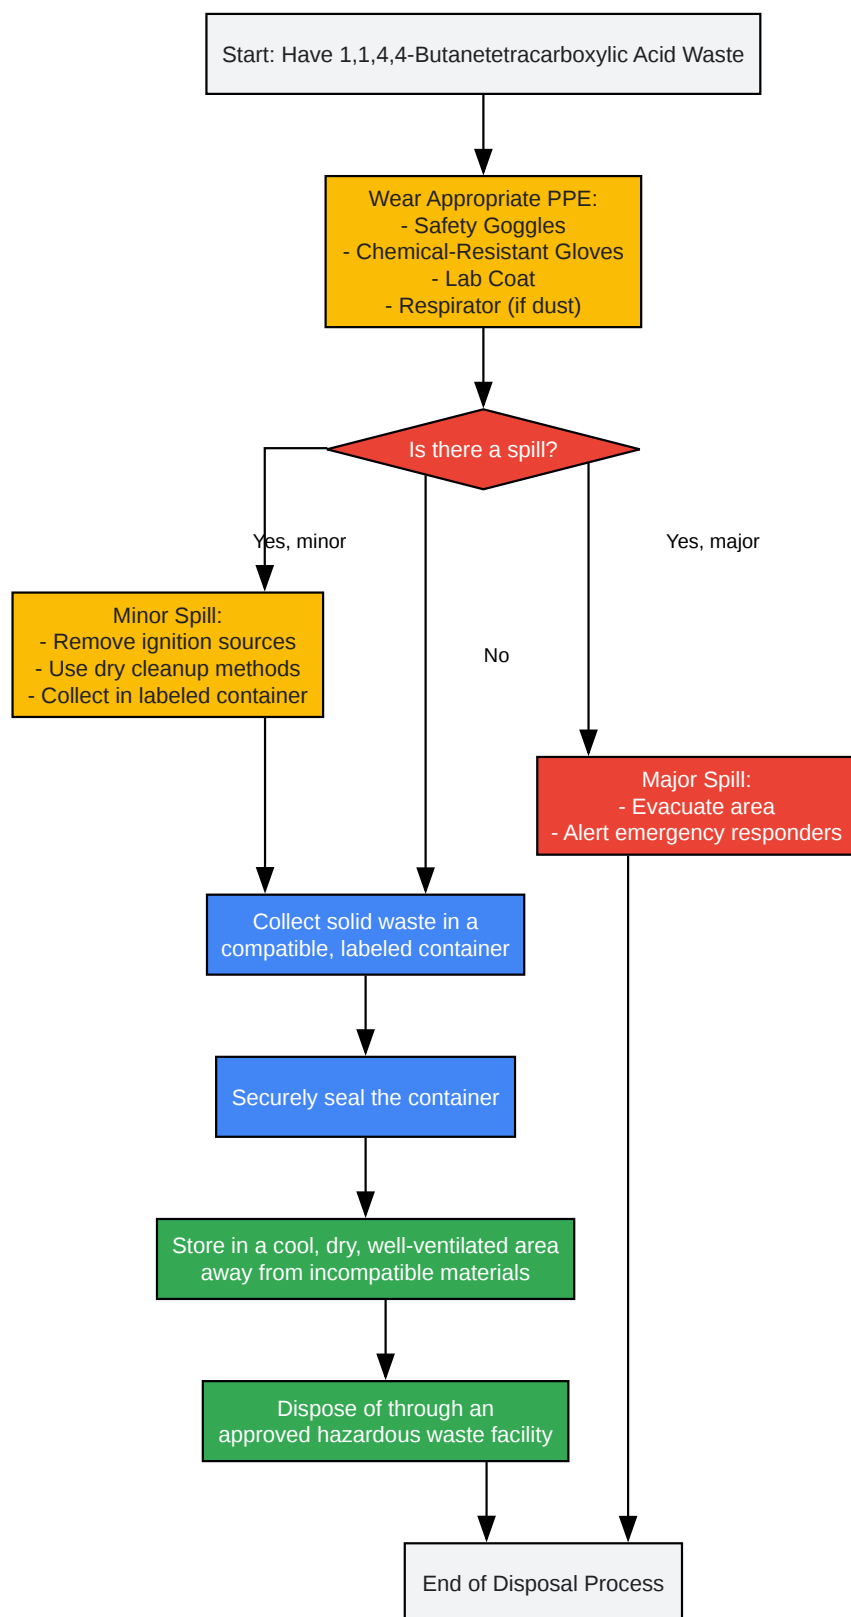 Start: Have 1,1,4,4-Butanetetracarboxylic Acid Waste
Wear Appropriate PPE:
- Safety Goggles
- Chemical-Resistant Gloves
- Lab Coat
- Respirator (if dust)
Is there a spill?
Yes, minor
Yes, major
Minor Spill:
- Remove ignition sources
- Use dry cleanup methods
- Collect in labeled container
No
Major Spill:
- Evacuate area
- Alert emergency responders
Collect solid waste in a
compatible, labeled container
Securely seal the container
Store in a cool, dry, well-ventilated area
away from incompatible materials
Dispose of through an
approved hazardous waste facility
End of Disposal Process